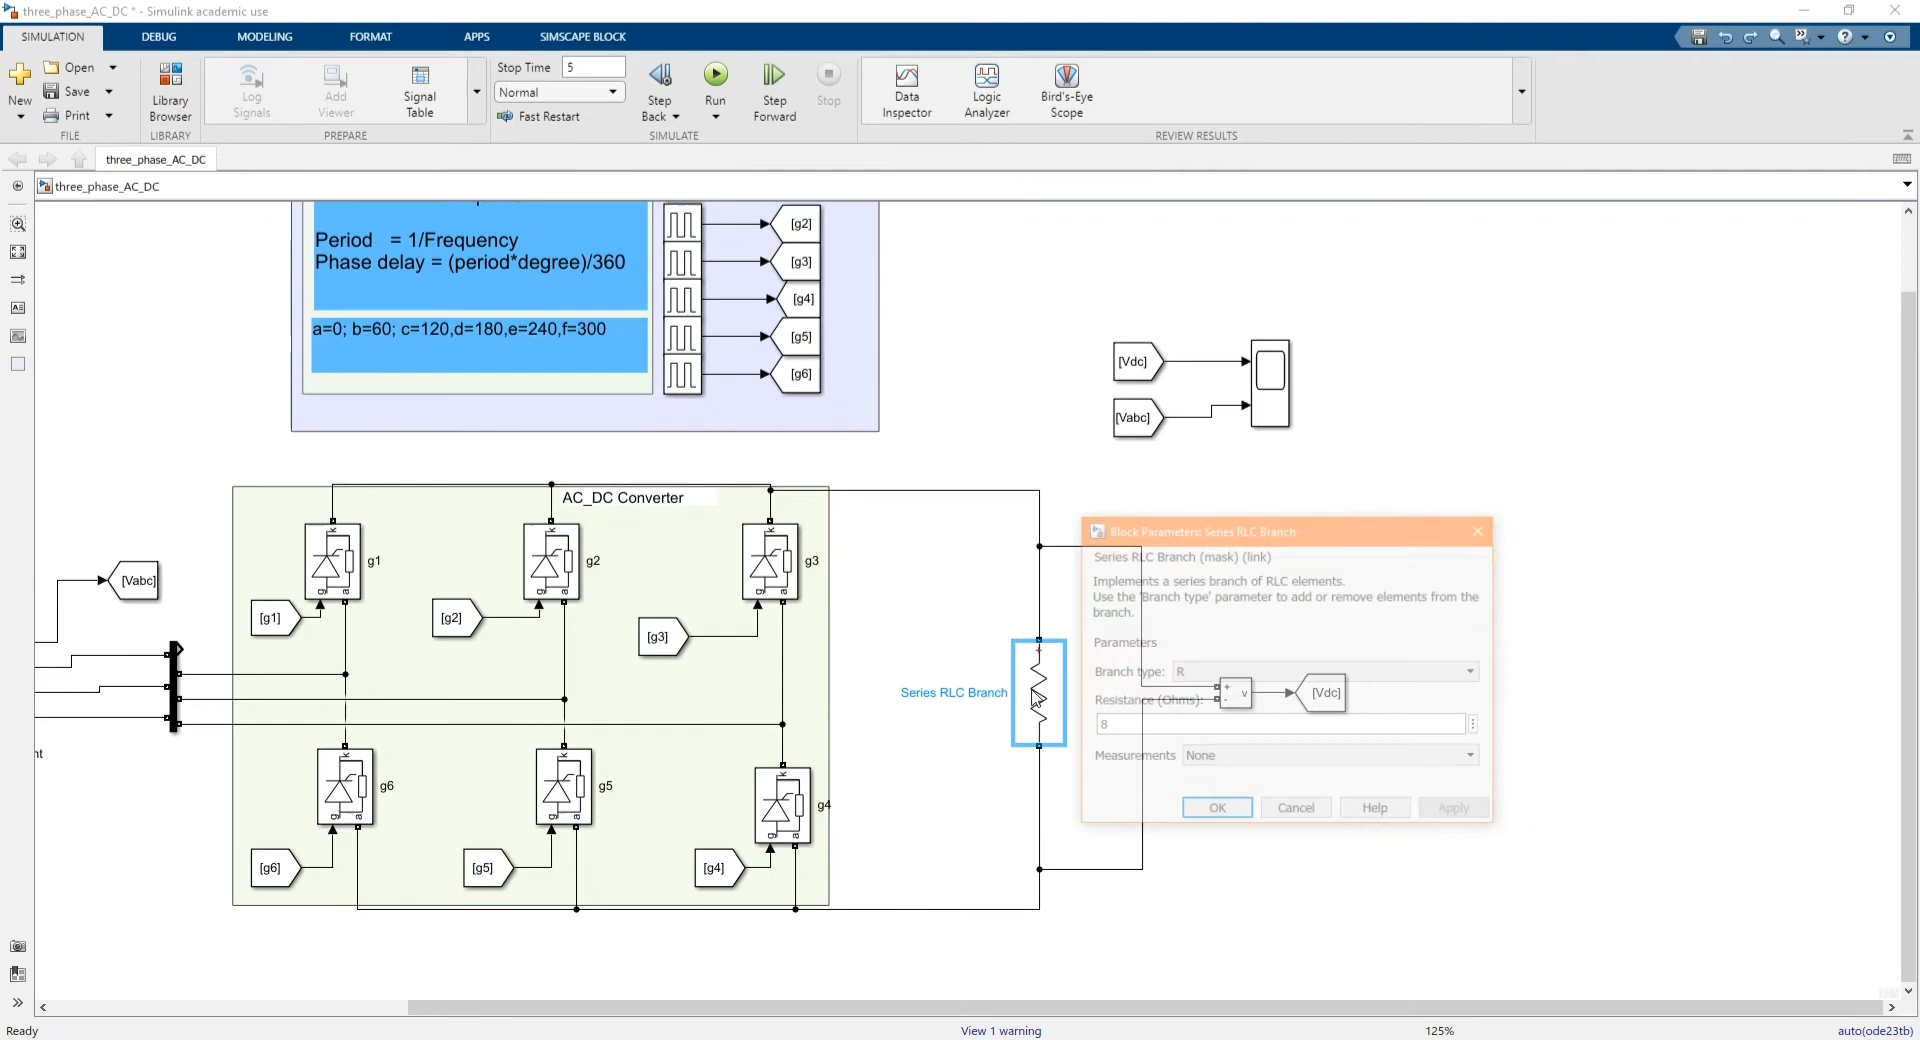 three_phase_AC_DC * - Simulink academic use
SIMULATION
DEBUG
MODELING
FORMAT
APPS
SIMSCAPE BLOCK
New
Open
Save
Print
FILE
Library
Browser
LIBRARY
Log
Signals
Add
Viewer
Signal
Table
PREPARE
Stop Time 5
Normal
Fast Restart
Step
Back
Run
Step
Forward
Stop
SIMULATE
Data
Inspector
Logic
Analyzer
Bird's-Eye
Scope
REVIEW RESULTS
three_phase_AC_DC
three_phase_AC_DC
Period = 1/Frequency
Phase delay = (period*degree)/360
a=0; b=60; c=120,d=180,e=240,f=300
[g2]
[g3]
[g4]
[g5]
[g6]
[Vdc]
[Vabc]
AC_DC Converter
[Vabc]
k
g
a
g1
k
g
a
g2
k
g
a
g3
[g1]
[g2]
[g3]
nt
k
g
a
g6
k
g
a
g5
k
g
a
g4
[g6]
[g5]
[g4]
Series RLC Branch
+
Block Parameters: Series RLC Branch
Series RLC Branch (mask) (link)
Implements a series branch of RLC elements.
Use the 'Branch type' parameter to add or remove elements from the
branch.
Parameters
Branch type: R
Resistance (Ohms):
8
Measurements None
OK
Cancel
Help
Apply
+
-
v
[Vdc]
Ready
View 1 warning
125%
auto(ode23tb)